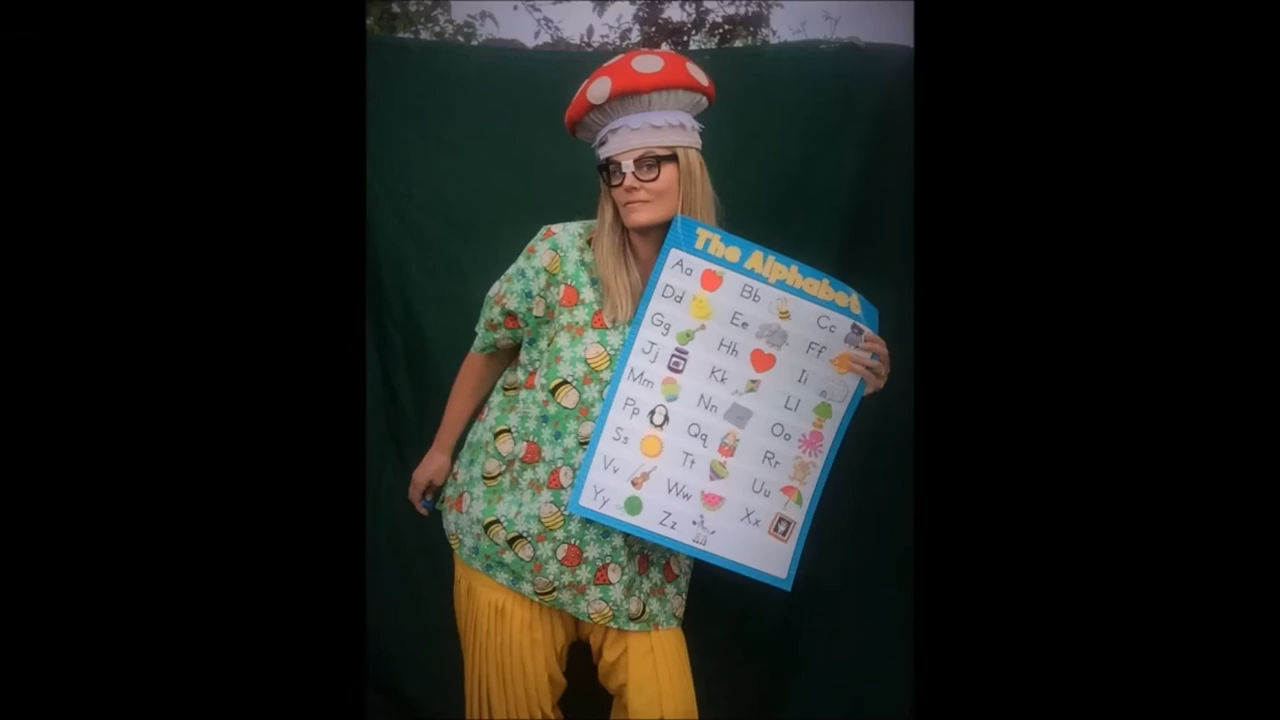 The Alphabet
Aa Bb Cc
Dd Ee Ff
Gg Hh Ii
Jj Kk Ll
Mm Nn Oo
Pp Qq Rr
Ss Tt Uu
Vv Ww Xx
Yy Zz